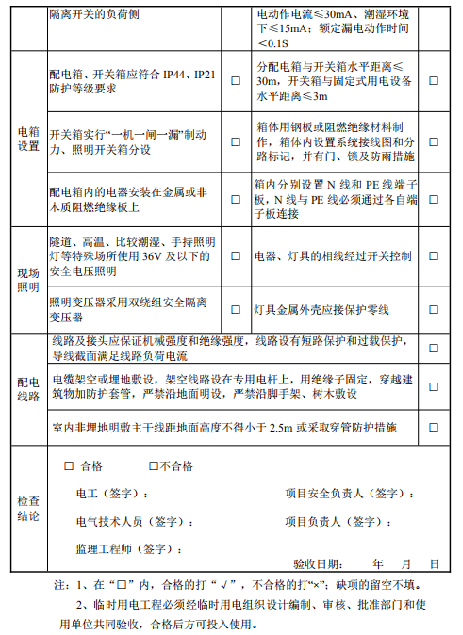 隔离开关的负荷侧
电动作电流≤30mA、潮湿环境
下≤15mA；额定漏电动作时间
<0.1S
电箱
设置
配电箱、开关箱应符合 IP44、IP21
防护等级要求
□
分配电箱与开关箱水平距离≤
30m，开关箱与固定式用电设备
水平距离≤3m
□
开关箱实行“一机一闸一漏”制动
力、照明开关箱分设
□
箱体用钢板或阻燃绝缘材料制
作，箱体内设置系统接线图和分
路标记，并有门、锁及防雨措施
□
配电箱内的电器安装在金属或非
木质阻燃绝缘板上
□
箱内分别设置 N 线和 PE 线端子
板，N 线与 PE 线必须通过各自端
子板连接
□
现场
照明
隧道、高温、比较潮湿、手持照明
灯等特殊场所使用 36V 及以下的
安全电压照明
□
电器、灯具的相线经过开关控制
□
照明变压器采用双绕组安全隔离
变压器
□
灯具金属外壳应接保护零线
□
配电
线路
线路及接头应保证机械强度和绝缘强度，线路设有短路保护和过载保护，
导线截面满足线路负荷电流
□
电缆架空或埋地敷设。架空线路设在专用电杆上，用绝缘子固定，穿越建
筑物加防护套管，严禁沿地面明设，严禁沿脚手架、树木敷设
□
室内非埋地明敷主干线距地面高度不得小于 2.5m 或采取穿管防护措施
□
检查
结论
□ 合格 □不合格
电工（签字）： 项目安全负责人（签字）：
电气技术人员（签字）： 项目负责人（签字）：
监理工程师（签字）：
验收日期： 年 月 日
注：1、在“□”内，合格的打“√”，不合格的打“×”；缺项的留空不填。
2、临时用电工程必须经临时用电组织设计编制、审核、批准部门和使
用单位共同验收，合格后方可投入使用。